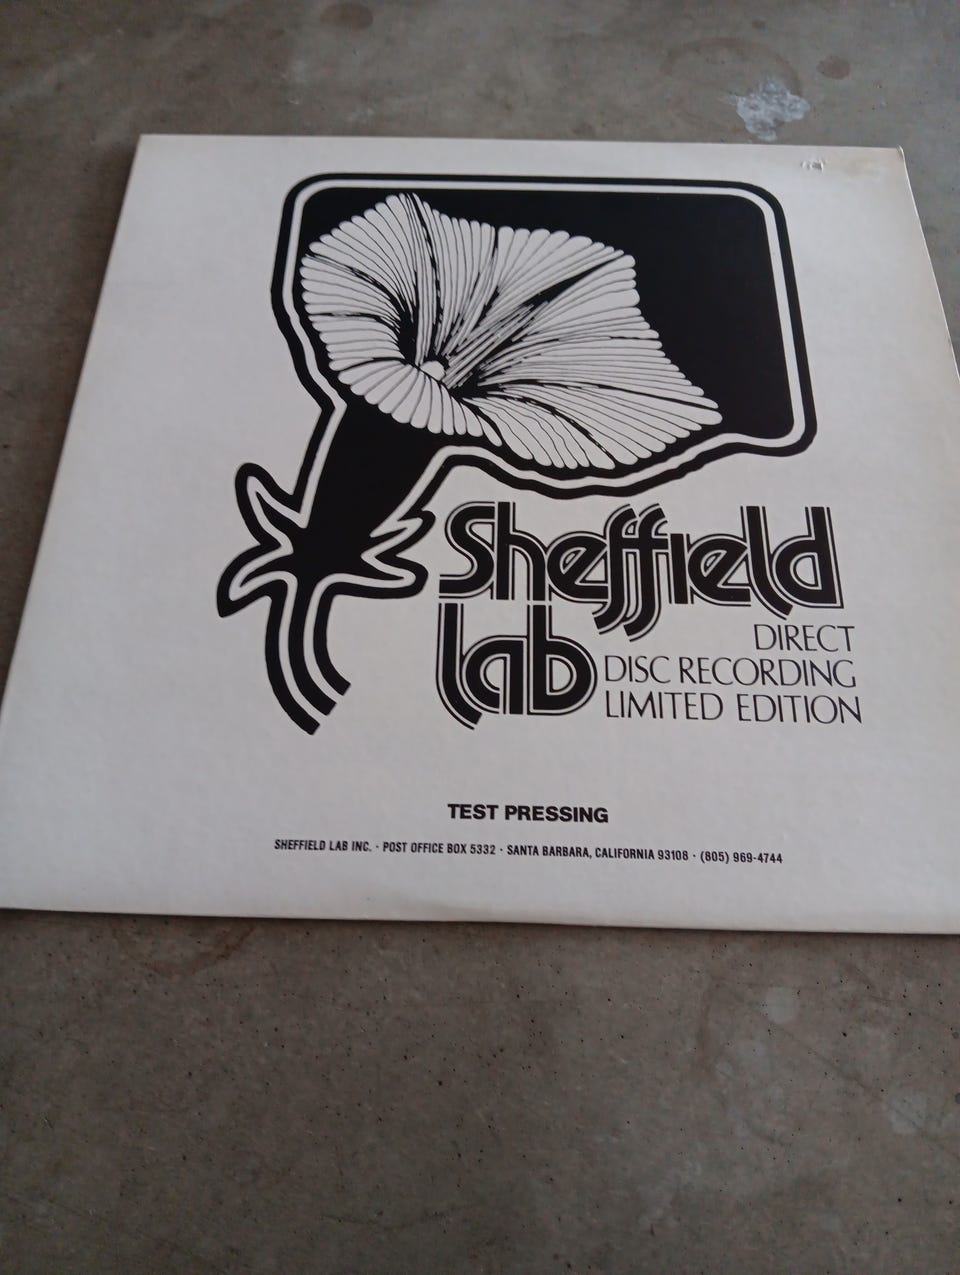 Sheffield
lab
DIRECT
DISC RECORDING
LIMITED EDITION
TEST PRESSING
SHEFFIELD LAB INC. · POST OFFICE BOX 5332 · SANTA BARBARA, CALIFORNIA 93108 · (805) 969-4744